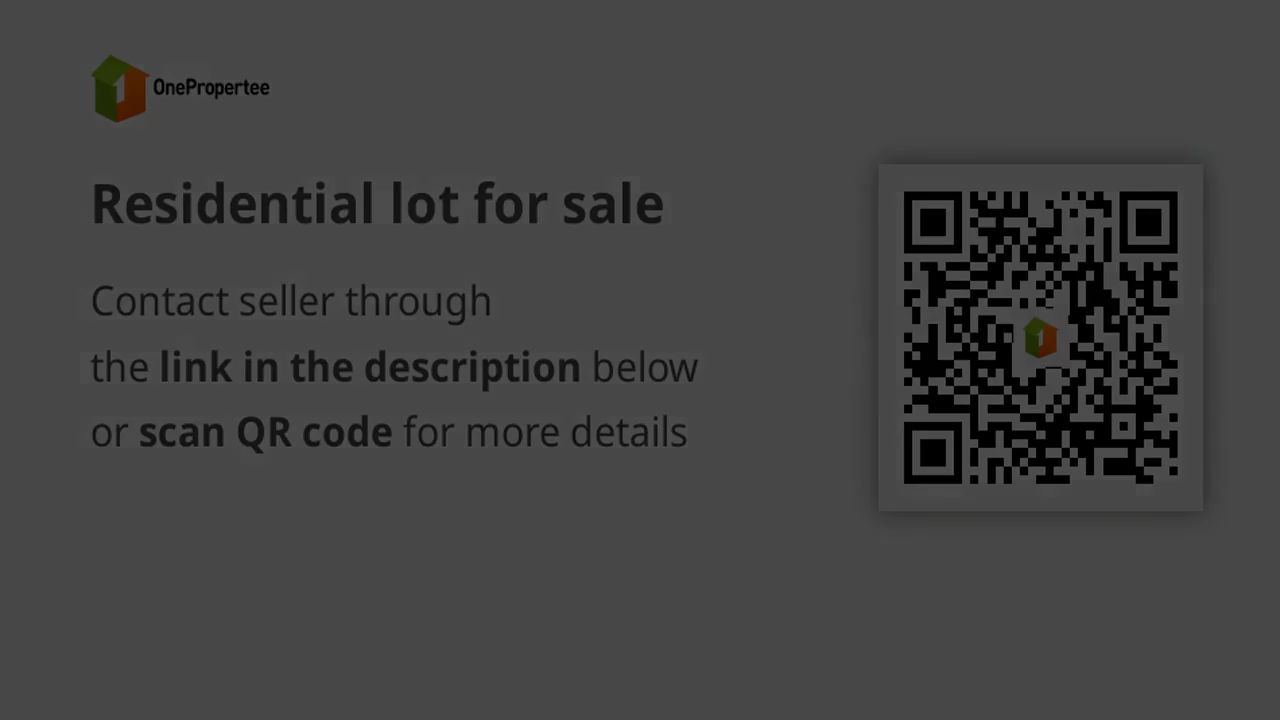 OnePropertee
Residential lot for sale
Contact seller through
the link in the description below
or scan QR code for more details